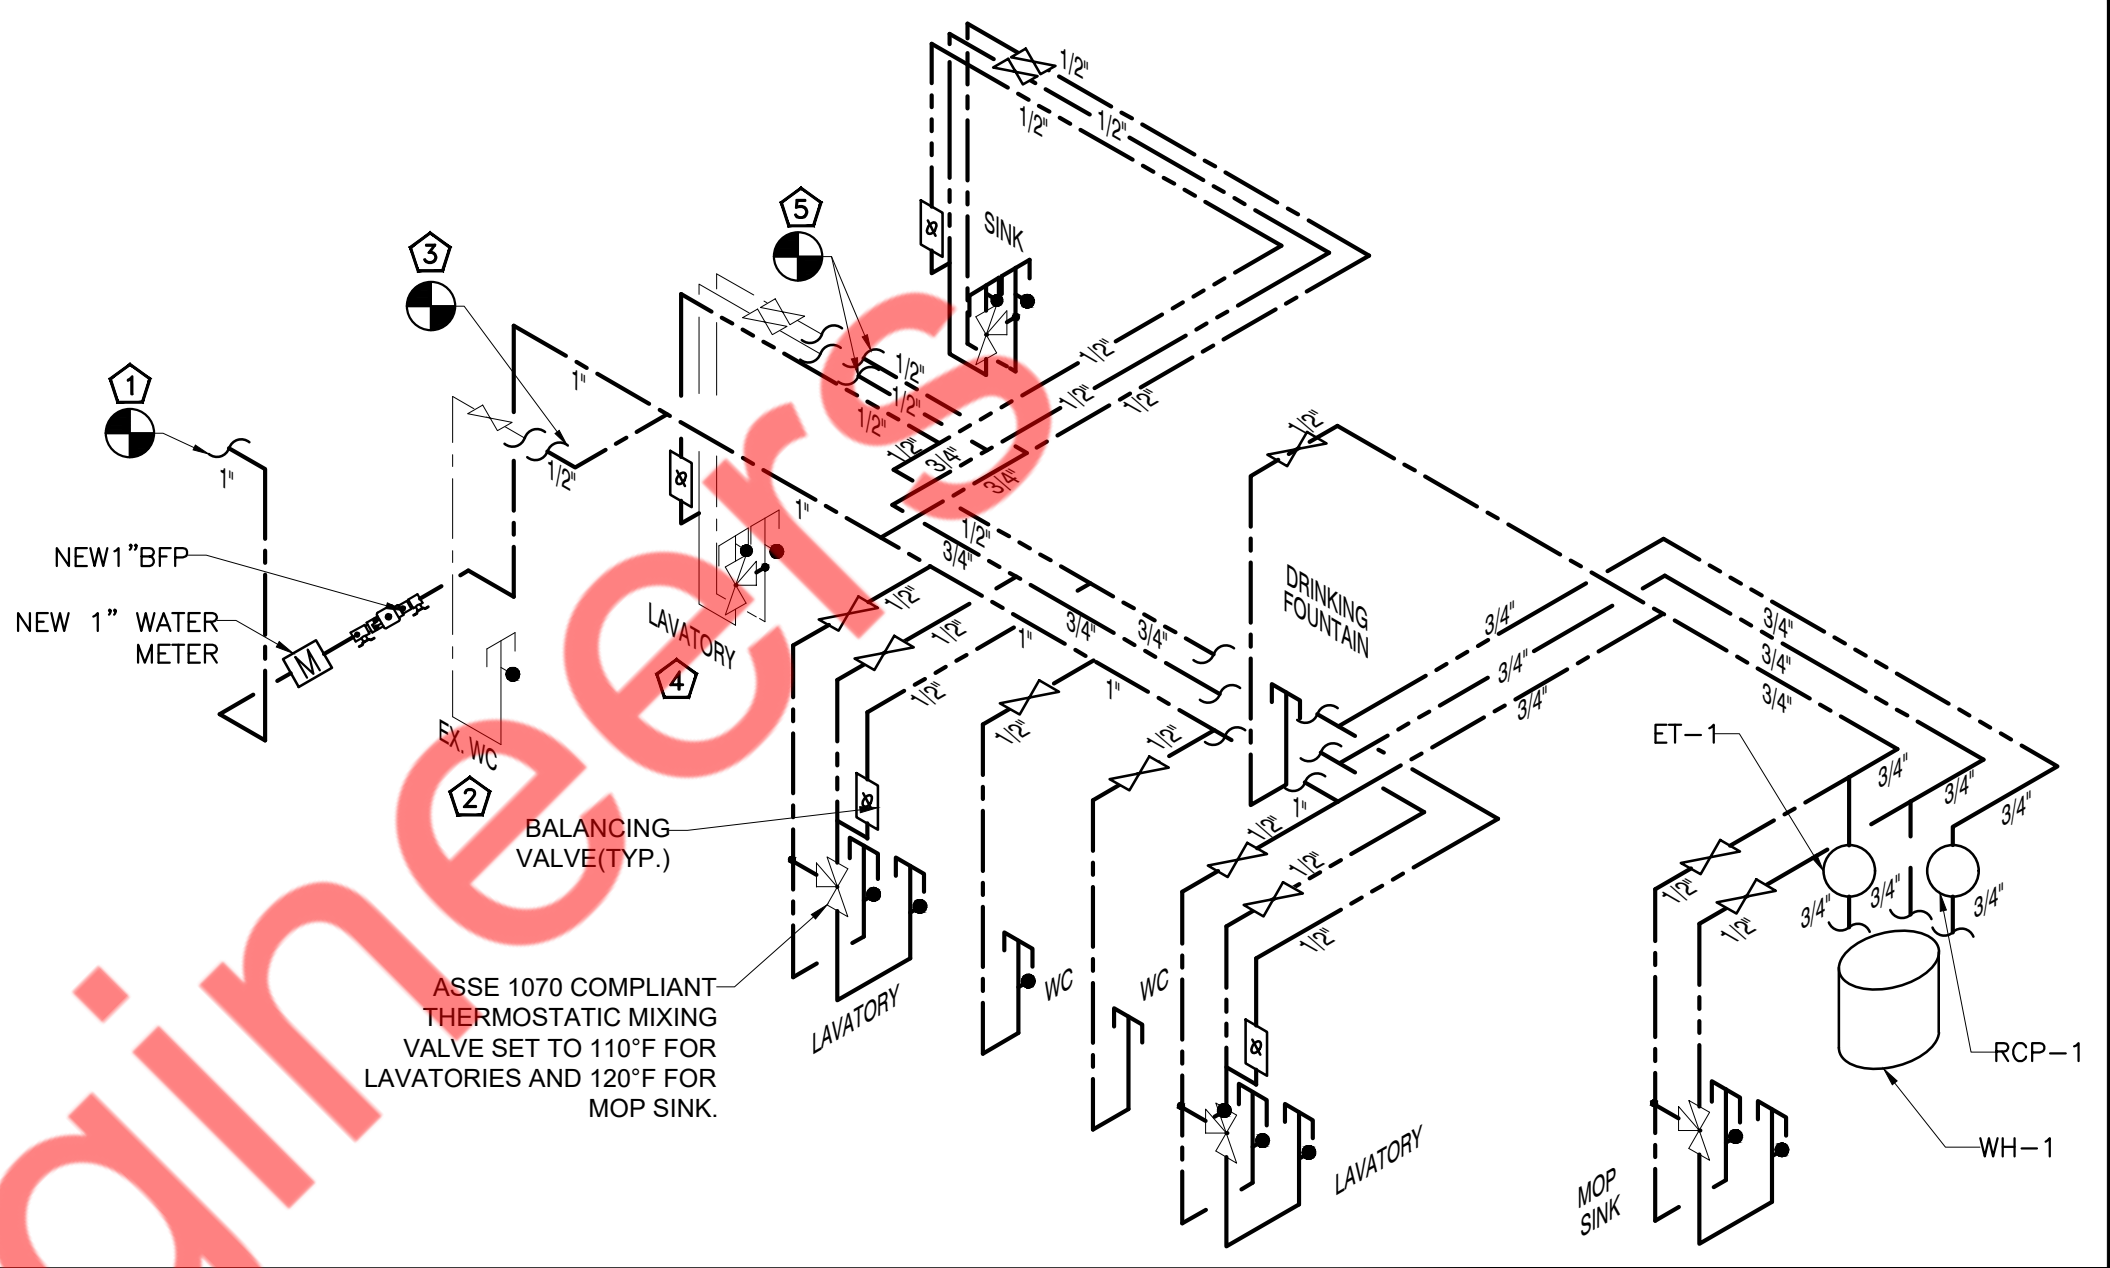 1/2"
1/2"
1/2"
5
SINK
3
1
1"
1/2"
1/2"
1/2"
1/2"
1/2"
1/2"
1/2"
3/4"
3/4"
1/2"
1"
1/2"
1"
1/2"
3/4"
NEW1”BFP
NEW 1” WATER
METER
M
LAVATORY
4
EX. WC
2
1/2"
1/2"
1/2"
1"
3/4"
3/4"
1"
1/2"
1/2"
1/2"
DRINKING
FOUNTAIN
3/4"
3/4"
3/4"
3/4"
3/4"
3/4"
ET-1
3/4"
3/4"
3/4"
1"
1/2"
1/2"
1/2"
BALANCING
VALVE(TYP.)
1/2"
1/2"
3/4"
3/4"
3/4"
ASSE 1070 COMPLIANT
THERMOSTATIC MIXING
VALVE SET TO 110°F FOR
LAVATORIES AND 120°F FOR
MOP SINK.
LAVATORY
WC
WC
LAVATORY
MOP
SINK
RCP-1
WH-1
gineers